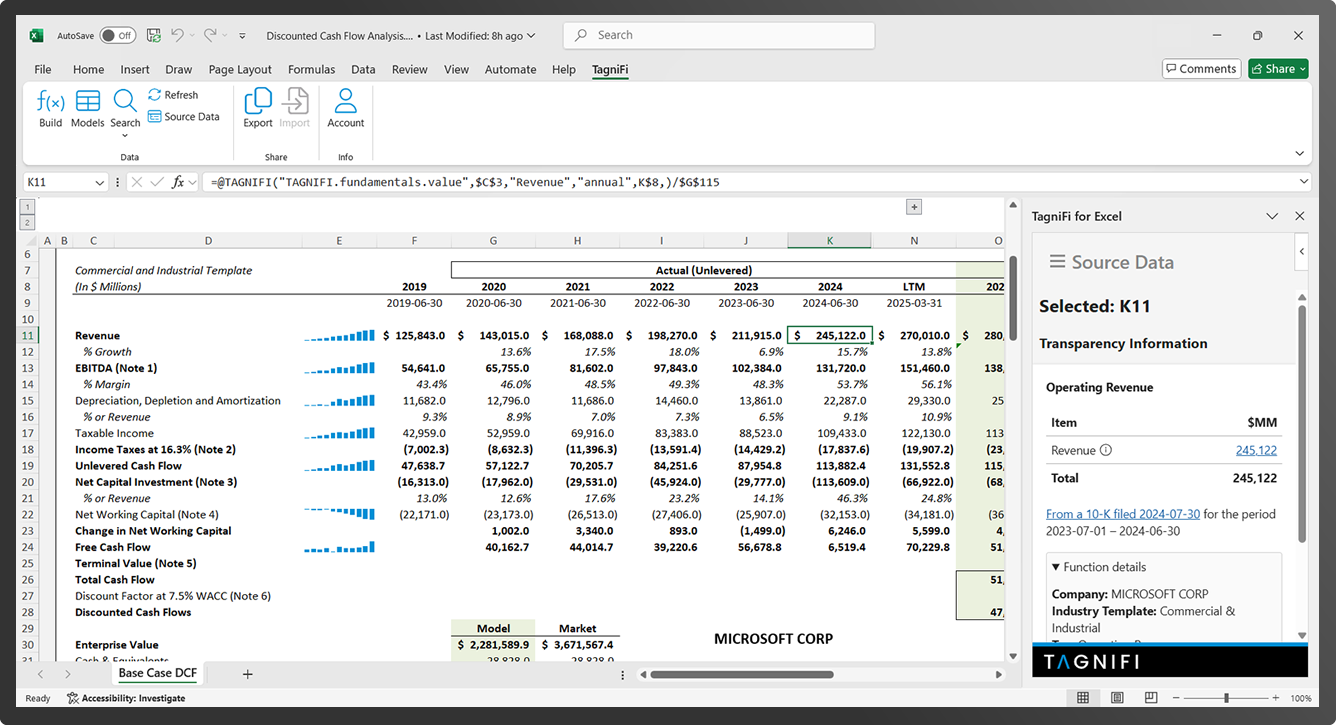 AutoSave Off Discounted Cash Flow Analysis.... • Last Modified: 8h ago Search
File Home Insert Draw Page Layout Formulas Data Review View Automate Help TagniFi Comments Share
f(x) Refresh
Source Data
Build Models Search Export Import Account
Data Share Info
K11 fx =@TAGNIFI("TAGNIFI.fundamentals.value",$C$3,"Revenue","annual",K$8,)/$G$115
1
2
+
A B C D E F G H I J K N O
6
7 Commercial and Industrial Template Actual (Unlevered)
8 (In $ Millions) 2019 2020 2021 2022 2023 2024 LTM 202
9 2019-06-30 2020-06-30 2021-06-30 2022-06-30 2023-06-30 2024-06-30 2025-03-31
10
11 Revenue $ 125,843.0 $ 143,015.0 $ 168,088.0 $ 198,270.0 $ 211,915.0 $ 245,122.0 $ 270,010.0 $ 280,
12 % Growth 13.6% 17.5% 18.0% 6.9% 15.7% 13.8%
13 EBITDA (Note 1) 54,641.0 65,755.0 81,602.0 97,843.0 102,384.0 131,720.0 151,460.0 138,
14 % Margin 43.4% 46.0% 48.5% 49.3% 48.3% 53.7% 56.1%
15 Depreciation, Depletion and Amortization 11,682.0 12,796.0 11,686.0 14,460.0 13,861.0 22,287.0 29,330.0 25
16 % or Revenue 9.3% 8.9% 7.0% 7.3% 6.5% 9.1% 10.9%
17 Taxable Income 42,959.0 52,959.0 69,916.0 83,383.0 88,523.0 109,433.0 122,130.0 113
18 Income Taxes at 16.3% (Note 2) (7,002.3) (8,632.3) (11,396.3) (13,591.4) (14,429.2) (17,837.6) (19,907.2) (23,
19 Unlevered Cash Flow 47,638.7 57,122.7 70,205.7 84,251.6 87,954.8 113,882.4 131,552.8 115,
20 Net Capital Investment (Note 3) (16,313.0) (17,962.0) (29,531.0) (45,924.0) (29,777.0) (113,609.0) (66,922.0) (68,
21 % or Revenue 13.0% 12.6% 17.6% 23.2% 14.1% 46.3% 24.8%
22 Net Working Capital (Note 4) (22,171.0) (23,173.0) (26,513.0) (27,406.0) (25,907.0) (32,153.0) (34,181.0) (36
23 Change in Net Working Capital 1,002.0 3,340.0 893.0 (1,499.0) 6,246.0 5,599.0 4,
24 Free Cash Flow 40,162.7 44,014.7 39,220.6 56,678.8 6,519.4 70,229.8 51,
25 Terminal Value (Note 5)
26 Total Cash Flow 51,
27 Discount Factor at 7.5% WACC (Note 6)
28 Discounted Cash Flows 47,
29 Model Market MICROSOFT CORP
30 Enterprise Value $ 2,281,589.9 $ 3,671,567.4
31 Cash & Equivalents 28,828.0 28,828.0
TagniFi for Excel
Source Data
Selected: K11
Transparency Information
Operating Revenue
Item $MM
Revenue 245,122
Total 245,122
From a 10-K filed 2024-07-30 for the period
2023-07-01 – 2024-06-30
Function details
Company: MICROSOFT CORP
Industry Template: Commercial &
Industrial
TAGNIFI
Base Case DCF +
Ready Accessibility: Investigate 100%